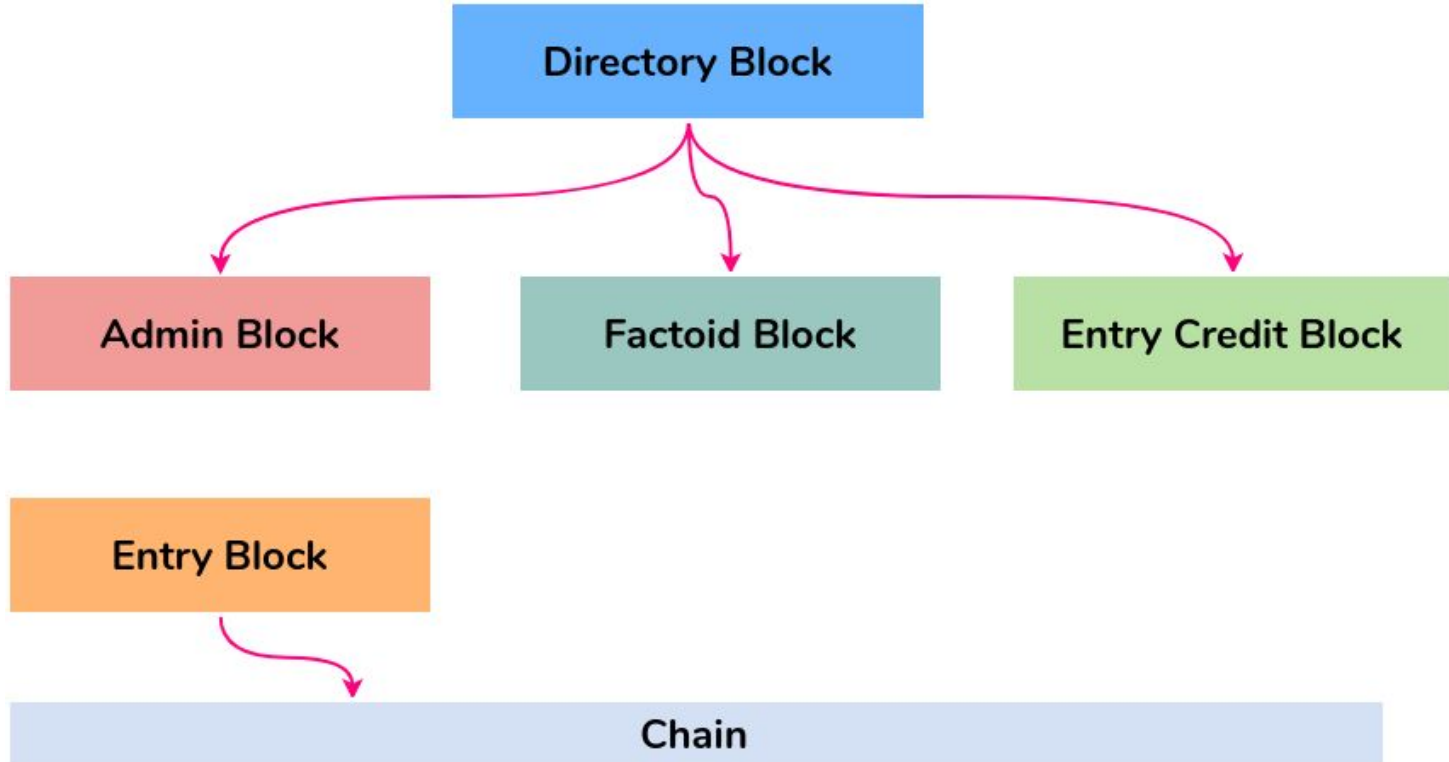 Directory Block
Admin Block
Factoid Block
Entry Credit Block
Entry Block
Chain